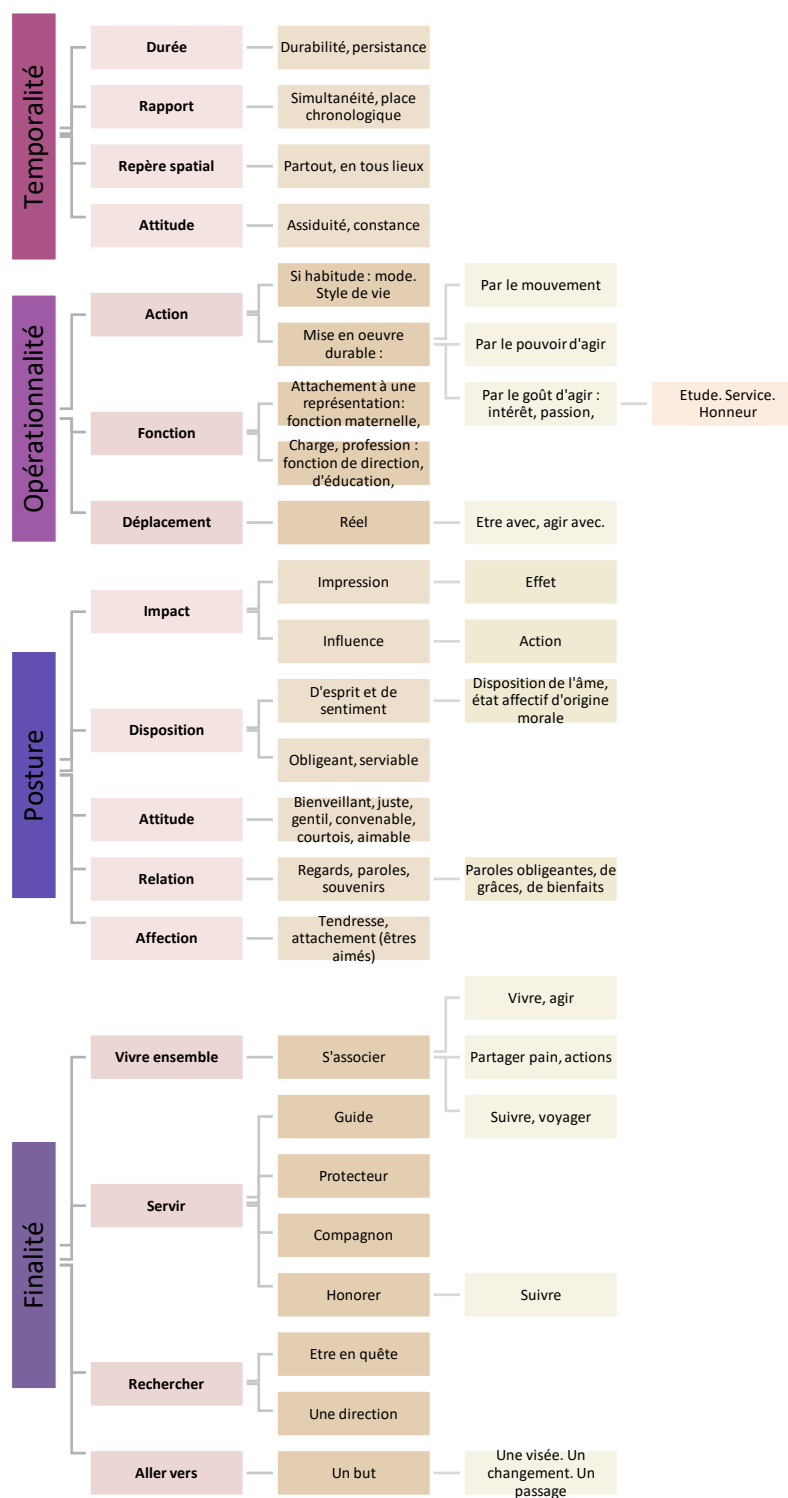 Temporalité
Durée
Durabilité, persistance
Rapport
Simultanéité, place
chronologique
Repère spatial
Partout, en tous lieux
Attitude
Assiduité, constance
Opérationnalité
Action
Si habitude : mode.
Style de vie
Mise en oeuvre
durable :
Par le mouvement
Par le pouvoir d'agir
Par le goût d'agir :
intérêt, passion,
Etude. Service.
Honneur
Fonction
Attachement à une
représentation:
fonction maternelle,
Charge, profession :
fonction de direction,
d'éducation,
Déplacement
Réel
Etre avec, agir avec.
Posture
Impact
Impression
Effet
Influence
Action
Disposition
D'esprit et de
sentiment
Disposition de l'âme,
état affectif d'origine
morale
Obligeant, serviable
Attitude
Bienveillant, juste,
gentil, convenable,
courtois, aimable
Relation
Regards, paroles,
souvenirs
Paroles obligeantes, de
grâces, de bienfaits
Affection
Tendresse,
attachement (êtres
aimés)
Finalité
Vivre ensemble
S'associer
Vivre, agir
Partager pain, actions
Suivre, voyager
Servir
Guide
Protecteur
Compagnon
Honorer
Suivre
Rechercher
Etre en quête
Une direction
Aller vers
Un but
Une visée. Un
changement. Un
passage